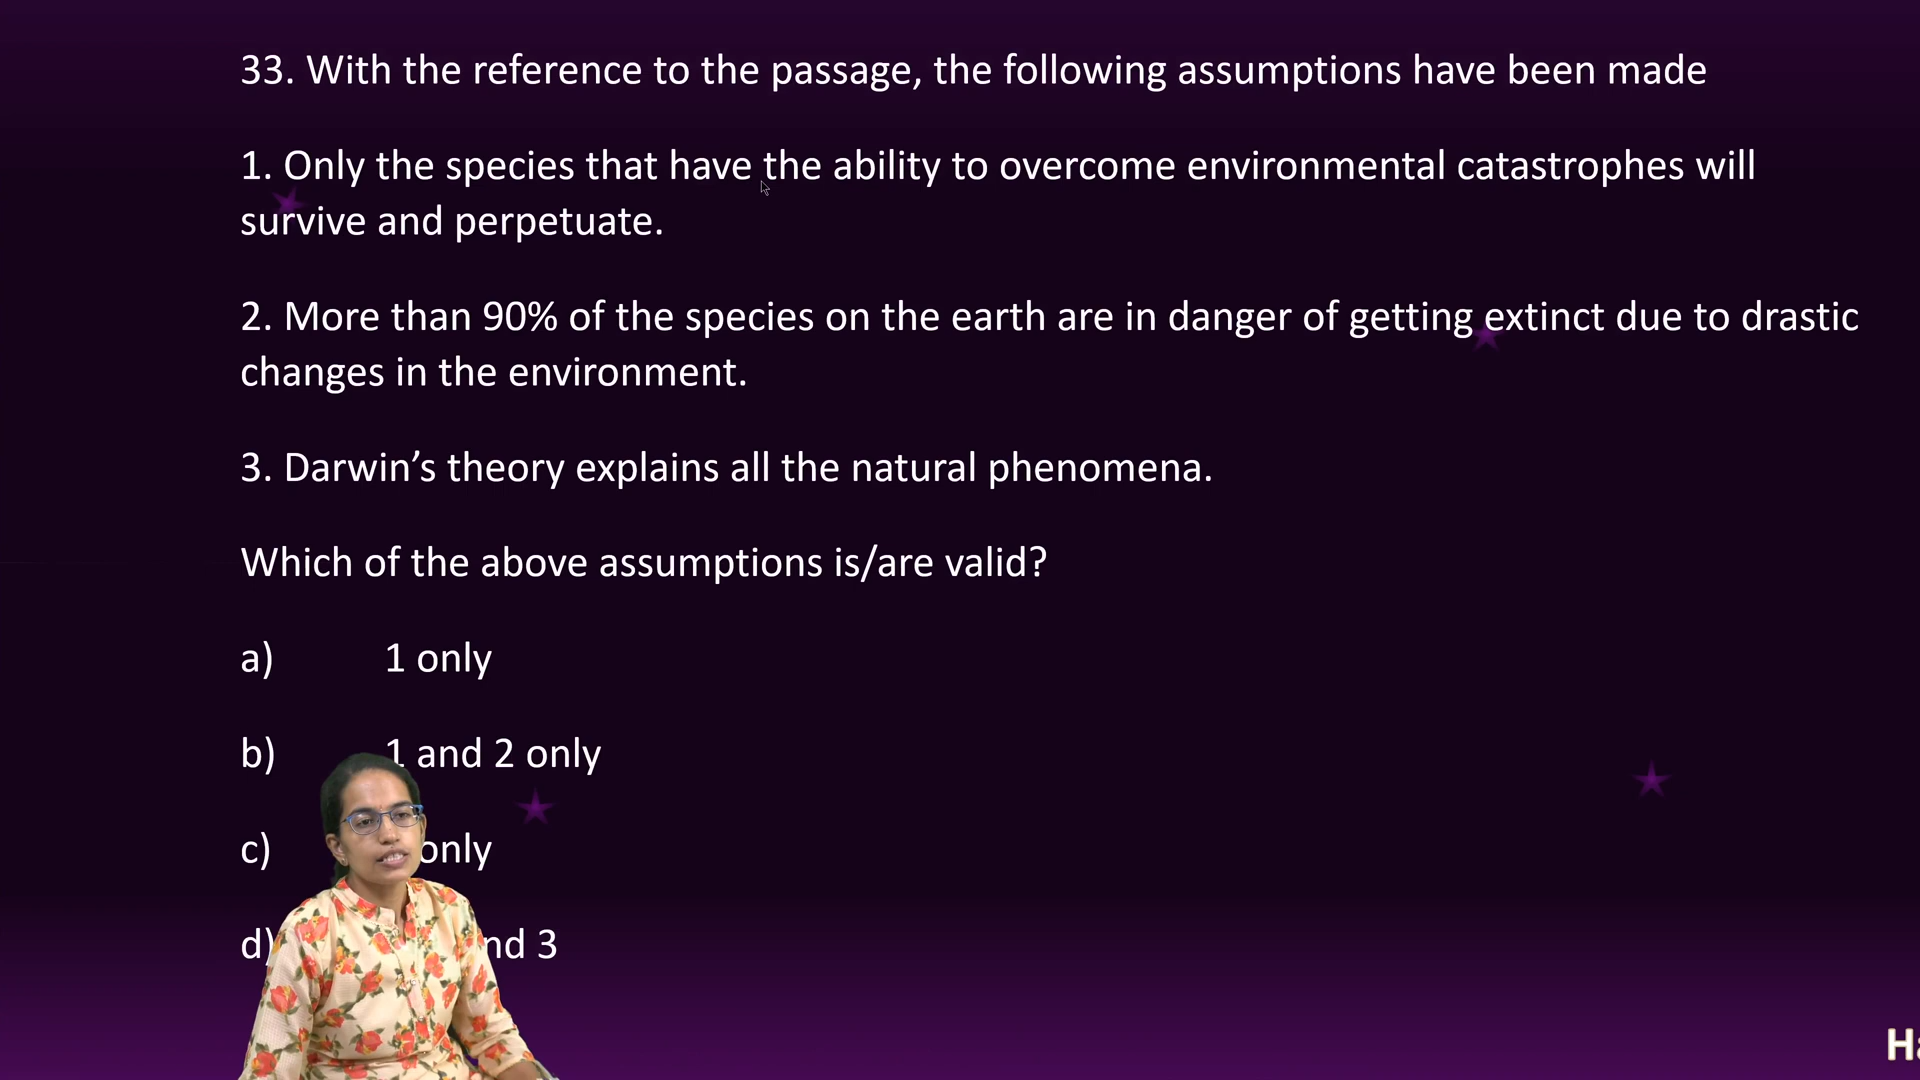 33. With the reference to the passage, the following assumptions have been made
1. Only the species that have the ability to overcome environmental catastrophes will
survive and perpetuate.
2. More than 90% of the species on the earth are in danger of getting extinct due to drastic
changes in the environment.
3. Darwin’s theory explains all the natural phenomena.
Which of the above assumptions is/are valid?
a) 1 only
b) 1 and 2 only
c) only
d) 3